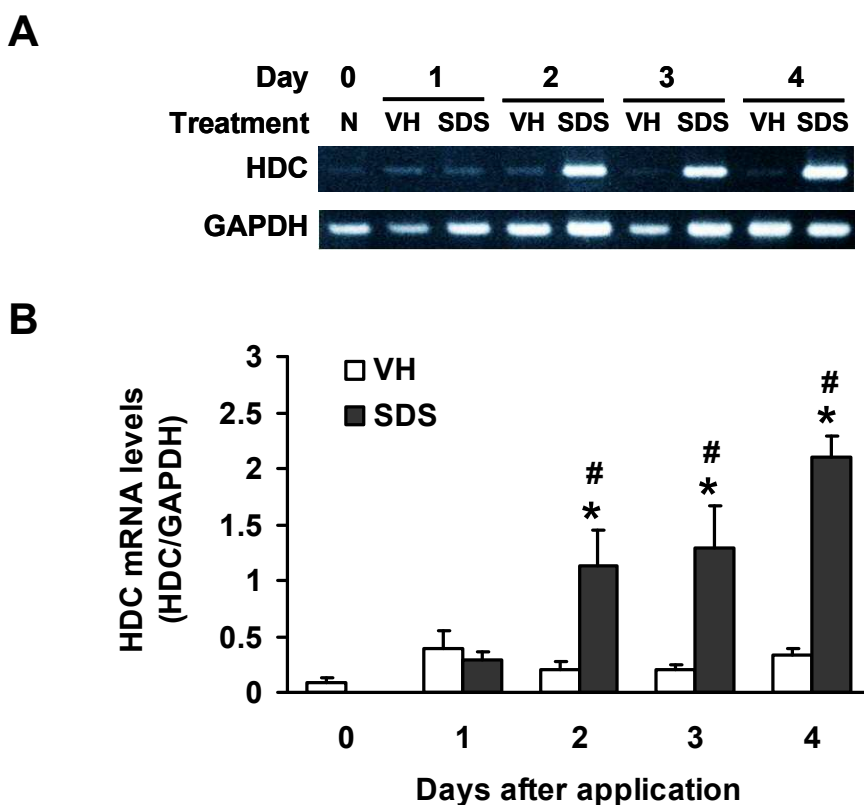 A
Day 0 1 2 3 4
Treatment N VH SDS VH SDS VH SDS VH SDS
HDC
GAPDH
B
HDC mRNA levels
(HDC/GAPDH)
3
2.5
2
1.5
1
0.5
0
VH
SDS
#
*
#
*
#
*
0 1 2 3 4
Days after application